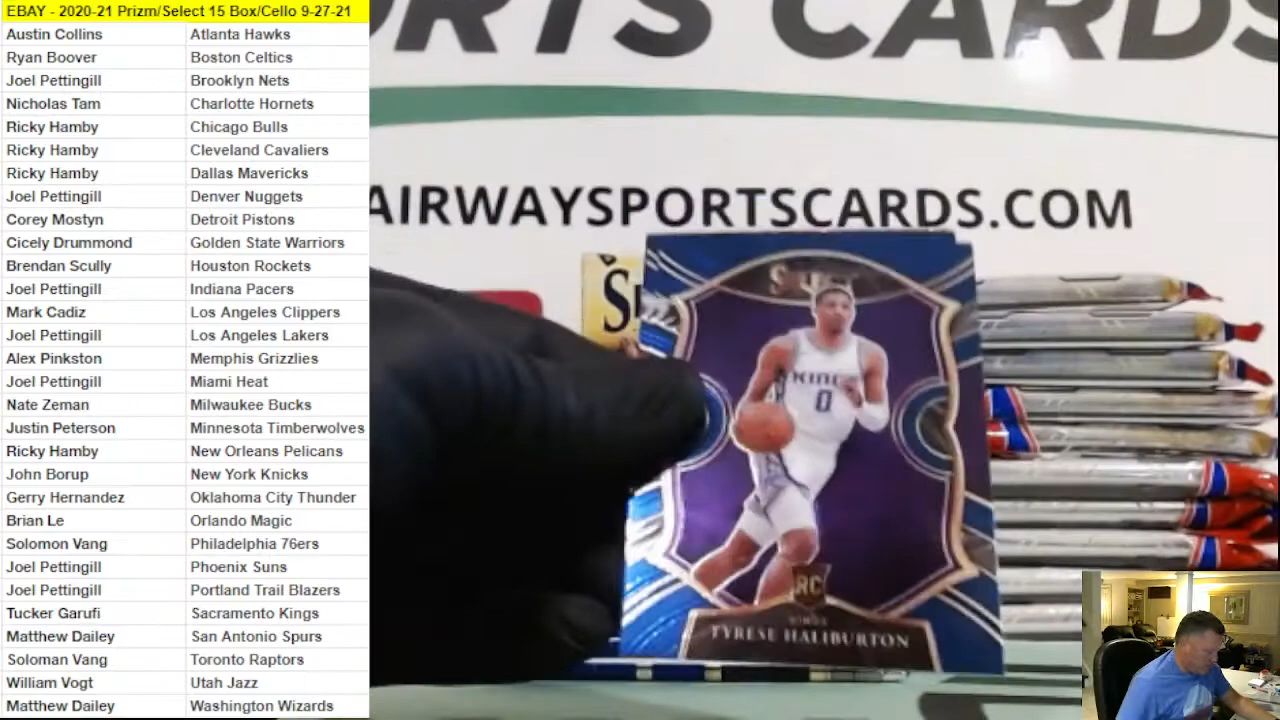 EBAY - 2020-21 Prizm/Select 15 Box/Cello 9-27-21
Austin Collins Atlanta Hawks
Ryan Boover Boston Celtics
Joel Pettingill Brooklyn Nets
Nicholas Tam Charlotte Hornets
Ricky Hamby Chicago Bulls
Ricky Hamby Cleveland Cavaliers
Ricky Hamby Dallas Mavericks
Joel Pettingill Denver Nuggets
Corey Mostyn Detroit Pistons
Cicely Drummond Golden State Warriors
Brendan Scully Houston Rockets
Joel Pettingill Indiana Pacers
Mark Cadiz Los Angeles Clippers
Joel Pettingill Los Angeles Lakers
Alex Pinkston Memphis Grizzlies
Joel Pettingill Miami Heat
Nate Zeman Milwaukee Bucks
Justin Peterson Minnesota Timberwolves
Ricky Hamby New Orleans Pelicans
John Borup New York Knicks
Gerry Hernandez Oklahoma City Thunder
Brian Le Orlando Magic
Solomon Vang Philadelphia 76ers
Joel Pettingill Phoenix Suns
Joel Pettingill Portland Trail Blazers
Tucker Garufi Sacramento Kings
Matthew Dailey San Antonio Spurs
Soloman Vang Toronto Raptors
William Vogt Utah Jazz
Matthew Dailey Washington Wizards
ORTS CARDS
AIRWAYSPORTSCARDS.COM
KINGS
0
RC
KINGS
TYRESE HALIBURTON